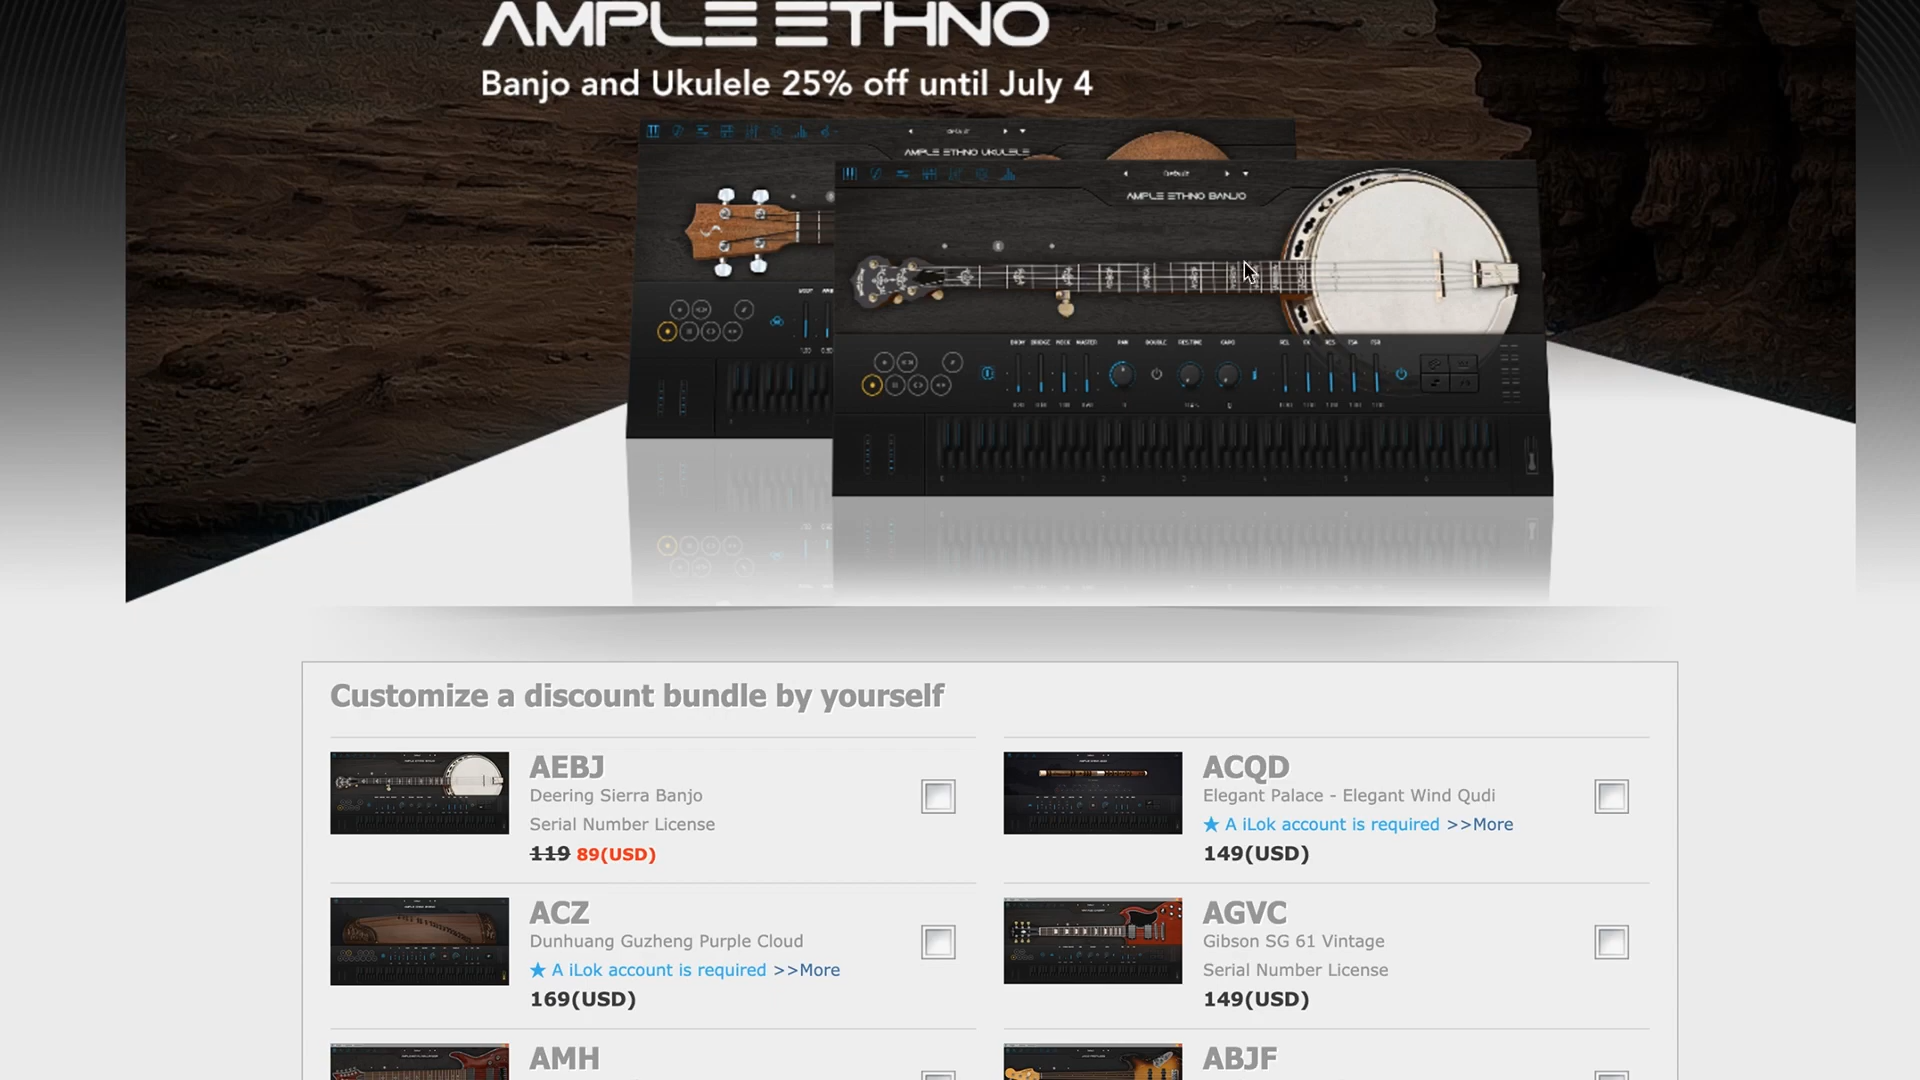 AMPLE ETHNO
Banjo and Ukulele 25% off until July 4
AMPLE ETHNO UKULELE
AMPLE ETHNO BANJO
Customize a discount bundle by yourself
AEBJ
Deering Sierra Banjo
Serial Number License
119 89(USD)
ACQD
Elegant Palace - Elegant Wind Qudi
★ A iLok account is required >>More
149(USD)
ACZ
Dunhuang Guzheng Purple Cloud
★ A iLok account is required >>More
169(USD)
AGVC
Gibson SG 61 Vintage
Serial Number License
149(USD)
AMH
ABJF